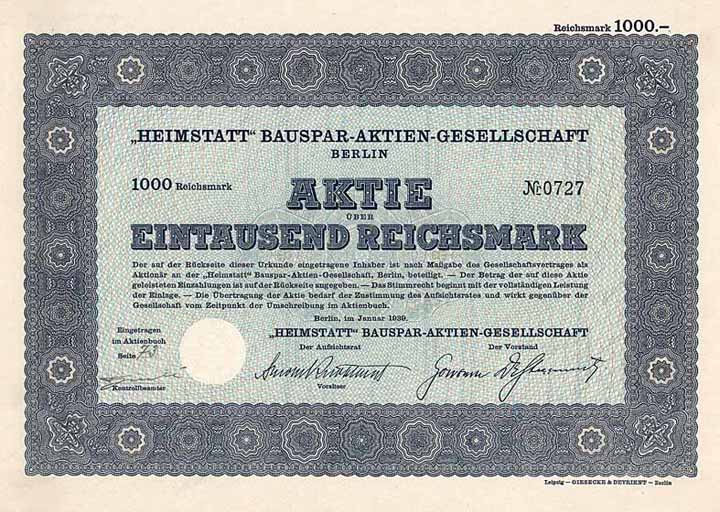 Reichsmark 1000.–
„HEIMSTATT“ BAUSPAR-AKTIEN-GESELLSCHAFT
BERLIN
1000 Reichsmark AKTIE № 0727
ÜBER
EINTAUSEND REICHSMARK
Der auf der Rückseite dieser Urkunde eingetragene Inhaber ist nach Maßgabe des Gesellschaftsvertrages als
Aktionär an der „Heimstatt“ Bauspar-Aktien-Gesellschaft, Berlin, beteiligt. — Der Betrag der auf diese Aktie
geleisteten Einzahlungen ist auf der Rückseite angegeben. — Das Stimmrecht beginnt mit der vollständigen Leistung
der Einlage. — Die Übertragung der Aktie bedarf der Zustimmung des Aufsichtsrates und wirkt gegenüber der
Gesellschaft vom Zeitpunkt der Umschreibung im Aktienbuch.
Berlin, im Januar 1939.
„HEIMSTATT“ BAUSPAR-AKTIEN-GESELLSCHAFT
Eingetragen
im Aktienbuch
Seite
Der Aufsichtsrat Der Vorstand
Kontrollbeamter
Vorsitzer
Leipzig — GIESECKE & DEVRIENT — Berlin